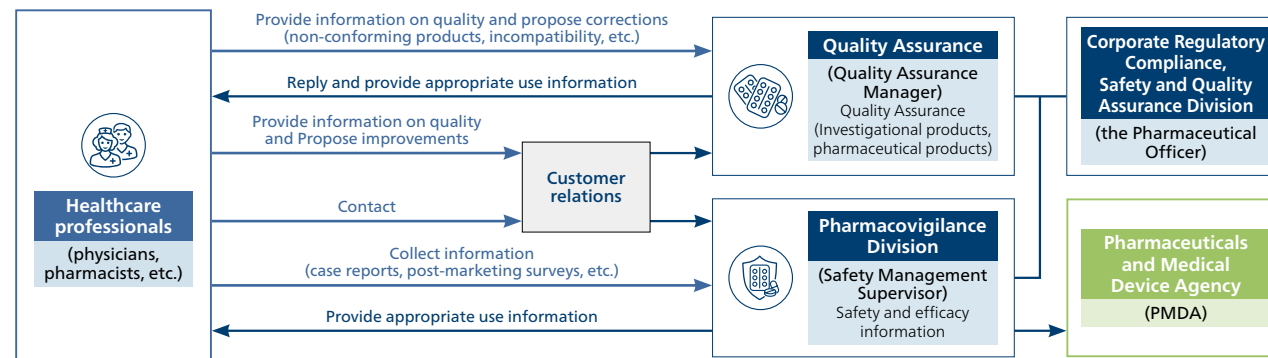 Healthcare
professionals
(physicians,
pharmacists, etc.)
Provide information on quality and propose corrections
(non-conforming products, incompatibility, etc.)
Reply and provide appropriate use information
Provide information on quality
and Propose improvements
Contact
Collect information
(case reports, post-marketing surveys, etc.)
Provide appropriate use information
Customer
relations
Quality Assurance
(Quality Assurance
Manager)
Quality Assurance
(Investigational products,
pharmaceutical products)
Pharmacovigilance
Division
(Safety Management
Supervisor)
Safety and efficacy
information
Corporate Regulatory
Compliance,
Safety and Quality
Assurance Division
(the Pharmaceutical
Officer)
Pharmaceuticals
and Medical
Device Agency
(PMDA)